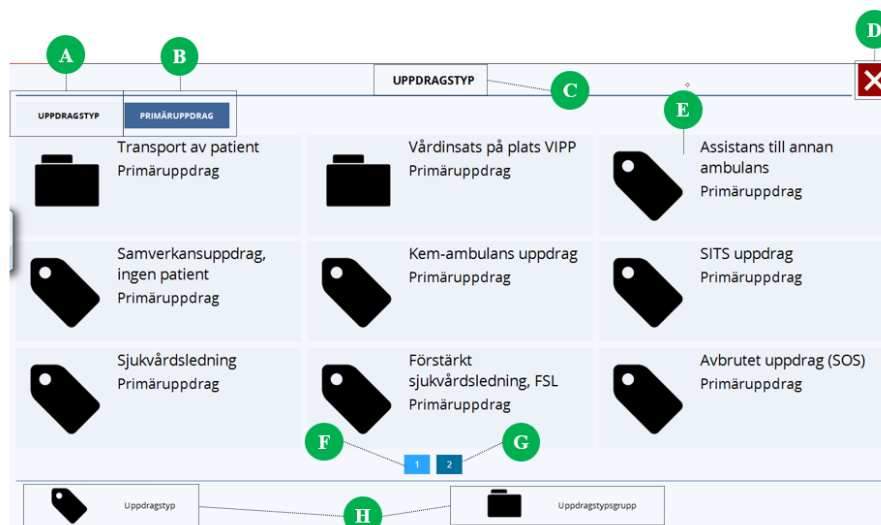 D
A
B
UPPDRAGSTYP
C
UPPDRAGSTYP
PRIMÄRUPPDRAG
E
Transport av patient
Primäruppdrag
Vårdinsats på plats VIPP
Primäruppdrag
Assistans till annan
ambulans
Primäruppdrag
Samverkansuppdrag,
ingen patient
Primäruppdrag
Kem-ambulans uppdrag
Primäruppdrag
SITS uppdrag
Primäruppdrag
Sjukvårdsledning
Primäruppdrag
Förstärkt
sjukvårdsledning, FSL
Primäruppdrag
Avbrutet uppdrag (SOS)
Primäruppdrag
F
1
2
G
Uppdragstyp
H
Uppdragstypsgrupp